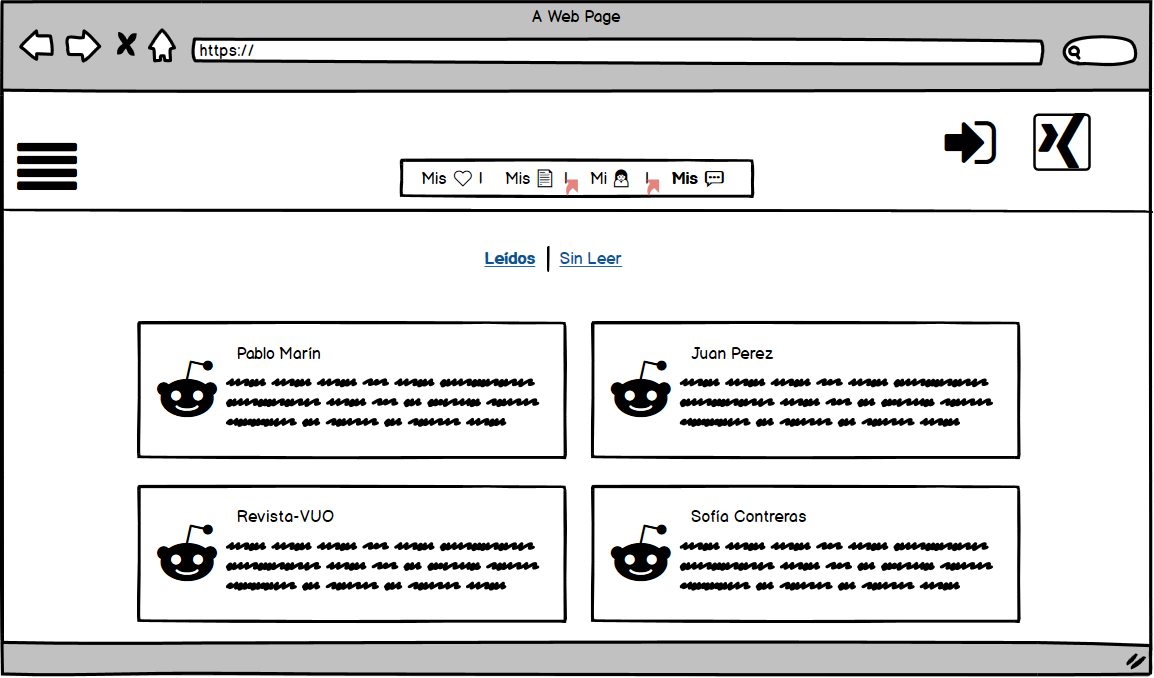 A Web Page
https://
Mis I Mis I Mi I Mis
Leídos Sin Leer
Pablo Marín
Juan Perez
Revista-VUO
Sofía Contreras